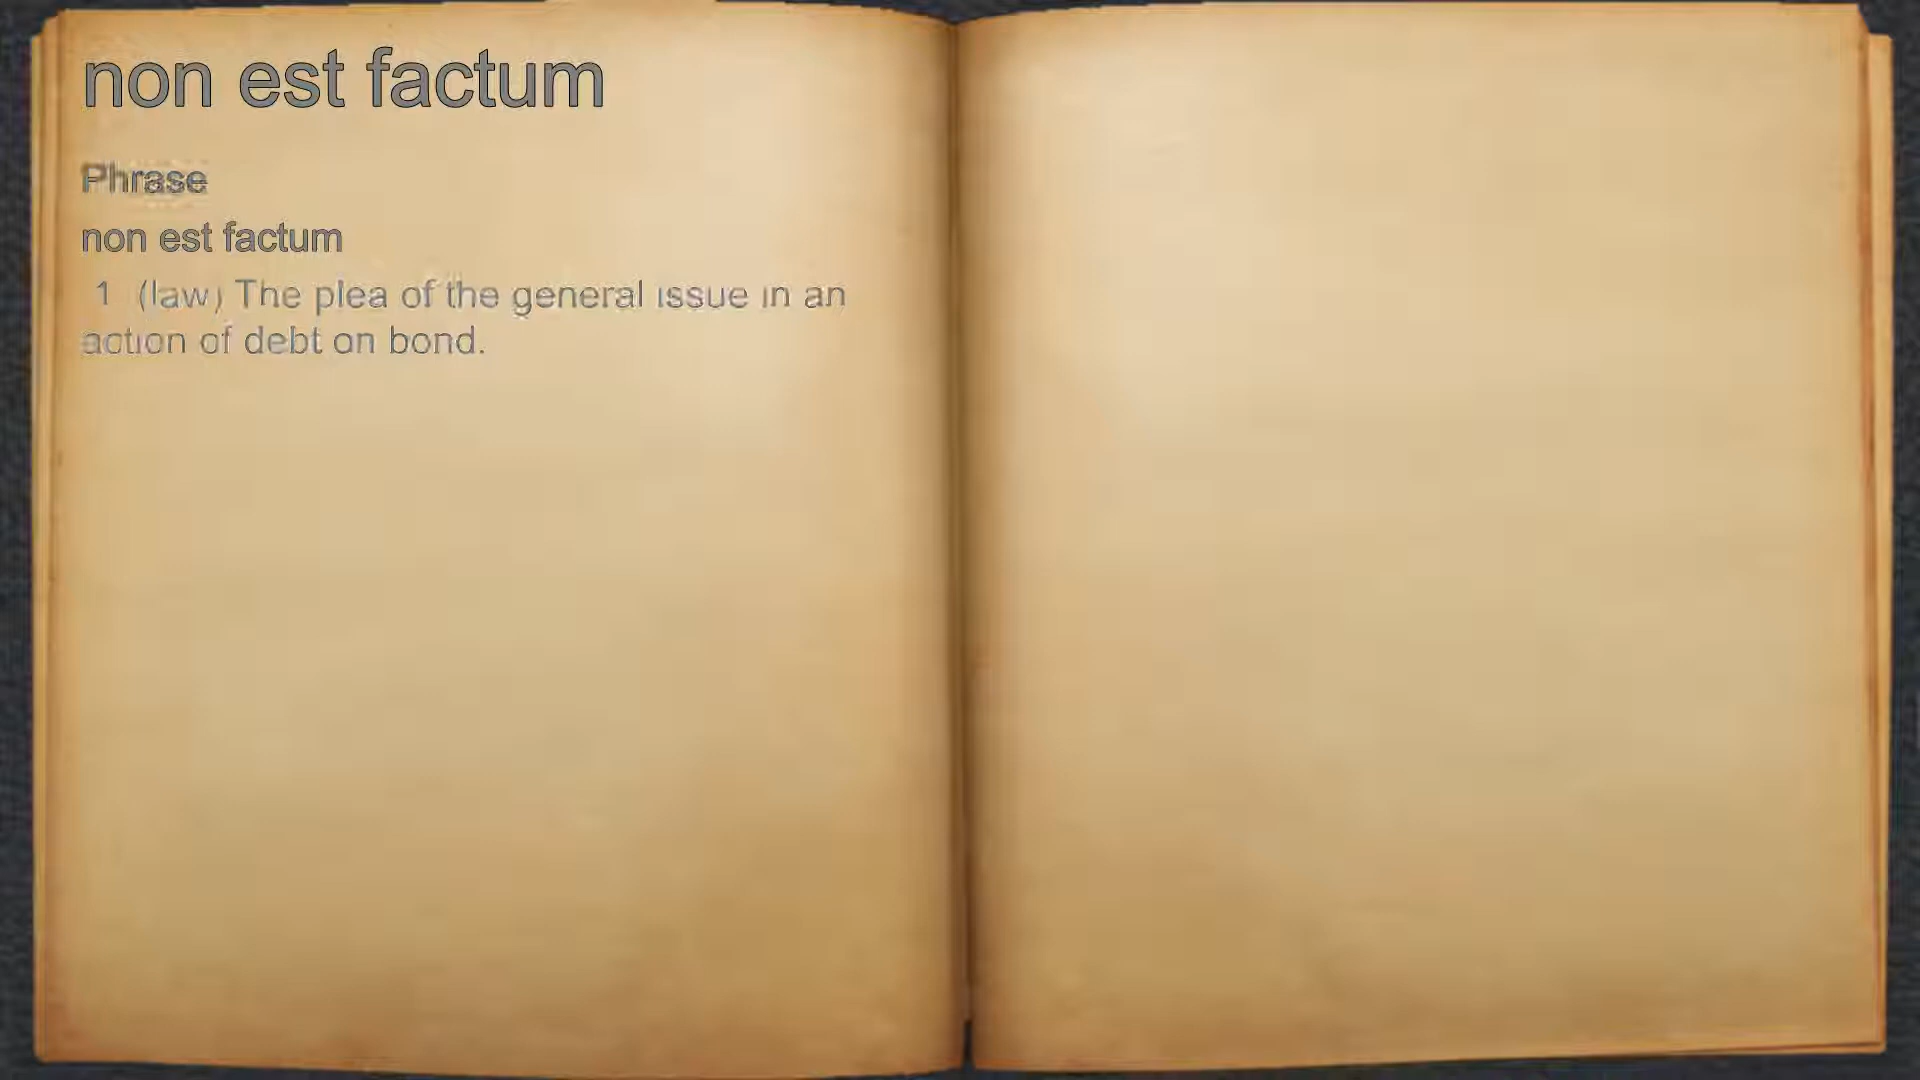 non est factum
Phrase
non est factum
1 (law) The plea of the general issue in an
action of debt on bond.